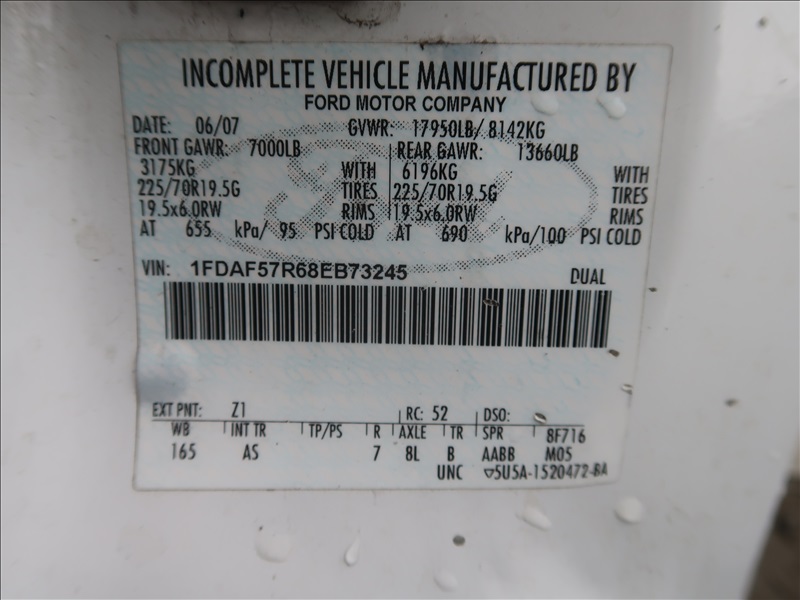 INCOMPLETE VEHICLE MANUFACTURED BY
FORD MOTOR COMPANY
DATE: 06/07 GVWR: 17950LB/ 8142KG
FRONT GAWR: 7000LB REAR GAWR: 13660LB
3175KG WITH 6196KG WITH
225/70R19.5G TIRES 225/70R19.5G TIRES
19.5x6.0RW RIMS 19.5x6.0RW RIMS
AT 655 kPa/ 95 PSI COLD AT 690 kPa/100 PSI COLD
VIN: 1FDAF57R68EB73245 DUAL
EXT PNT: Z1 RC: 52 DSO:
WB INT TR TP/PS R AXLE TR SPR 8F716
165 AS 7 8L B AABB M05
UNC 5U5A-1520472-BA